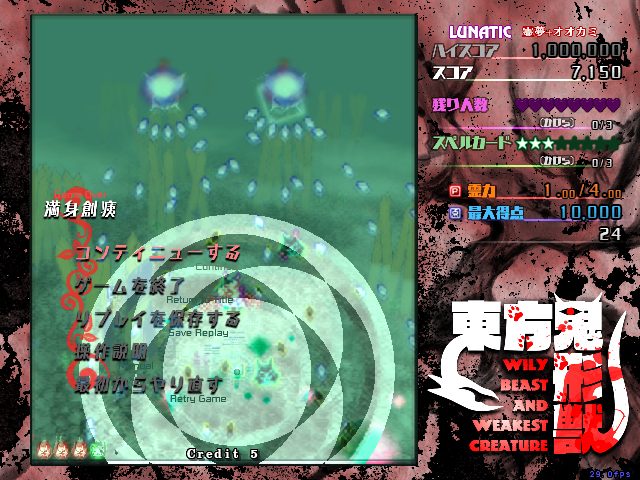 LUNATIC 霊夢+オオカミ
ハイスコア 1,000,000
スコア 7,150
残り人数
(かけら) 0/3
スペルカード
(かけら) 0/3
霊力 1.00/4.00
最大得点 10,000
24
満身創痍
コンティニューする
ゲームを終了
Return to Title
リプレイを保存する
Save Replay
操作説明
Manual
最初からやり直す
Retry Game
Credit 5
東方鬼形獣
WILY
BEAST
AND
WEAKEST
CREATURE
29.0fps